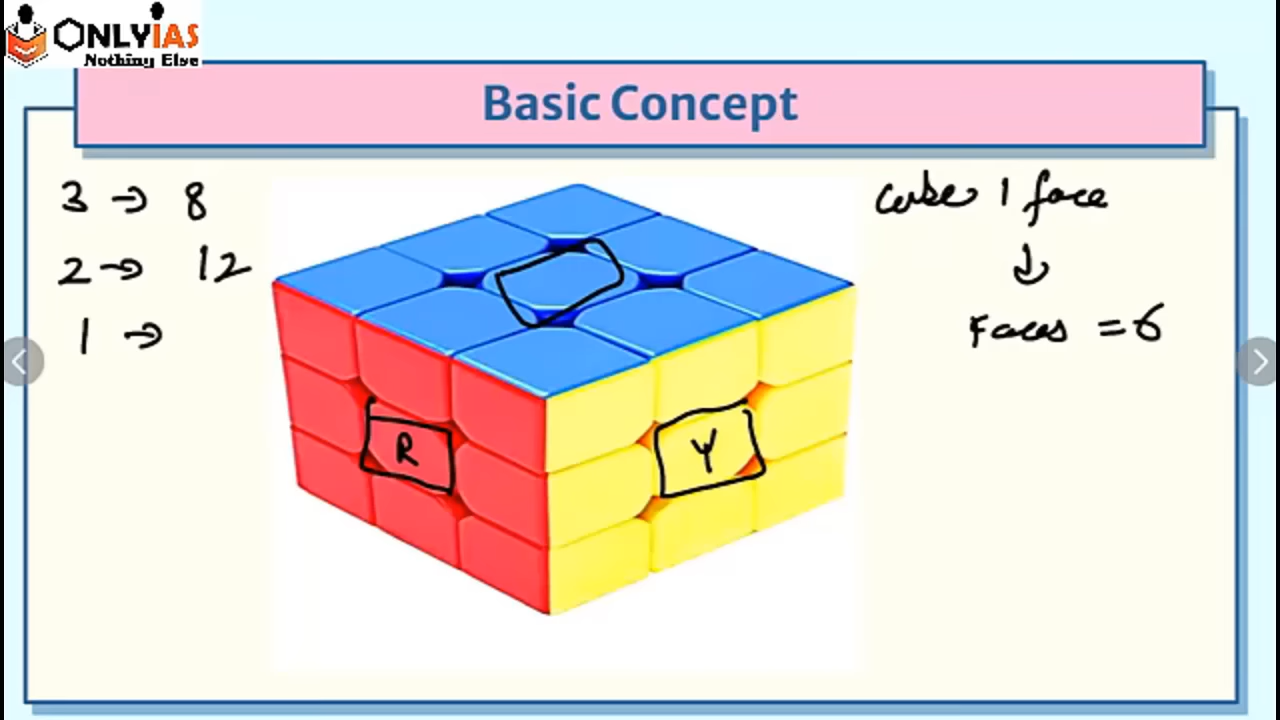 ONLYIAS
Nothing Else
Basic Concept
3 → 8
2 → 12
1 →
cube 1 face
↓
Faces = 6
R
Y